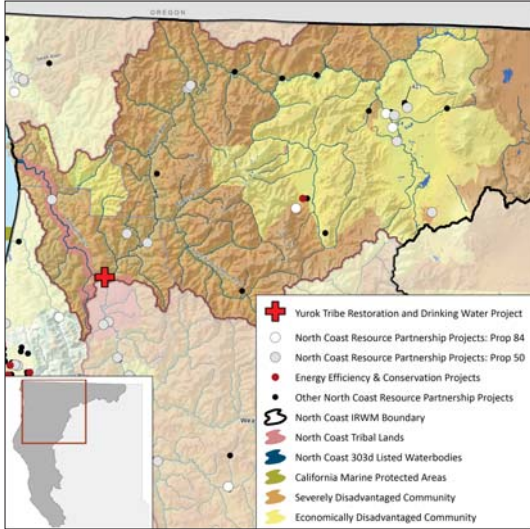 OREGON
Yurok Tribe Restoration and Drinking Water Project
North Coast Resource Partnership Projects: Prop 84
North Coast Resource Partnership Projects: Prop 50
Energy Efficiency & Conservation Projects
Other North Coast Resource Partnership Projects
North Coast IRWM Boundary
North Coast Tribal Lands
North Coast 303d Listed Waterbodies
California Marine Protected Areas
Severely Disadvantaged Community
Economically Disadvantaged Community